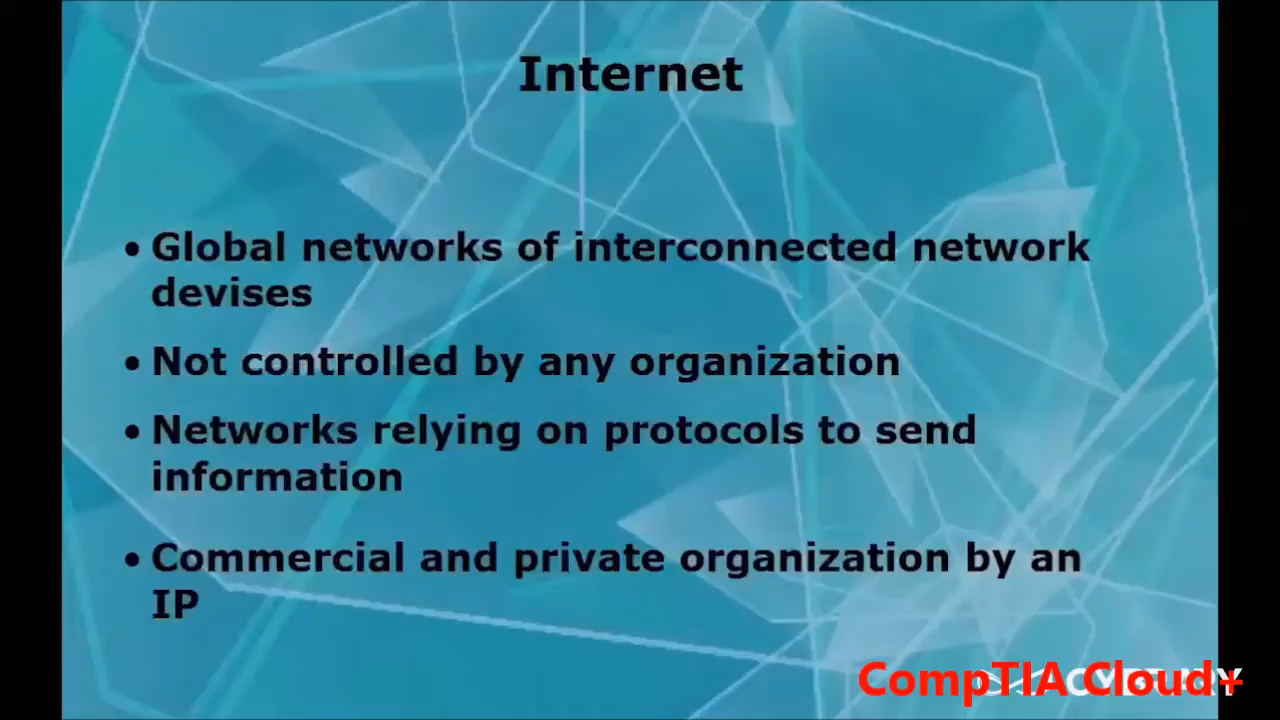 Internet
• Global networks of interconnected network
devises
• Not controlled by any organization
• Networks relying on protocols to send
information
• Commercial and private organization by an
IP
CompTIA Cloud+